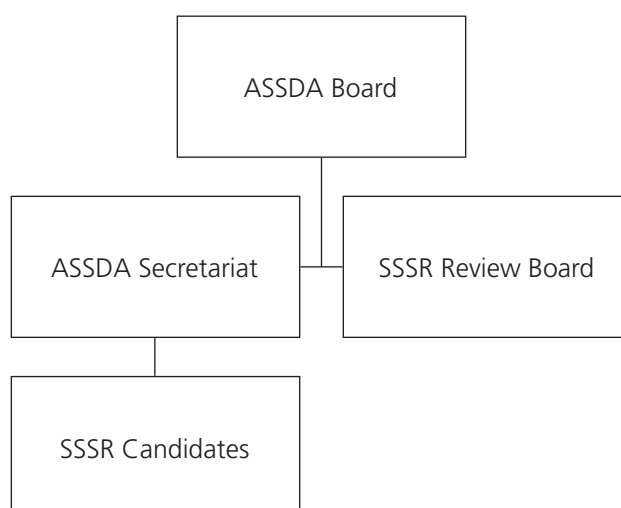 ASSDA Board
ASSDA Secretariat
SSSR Review Board
SSSR Candidates